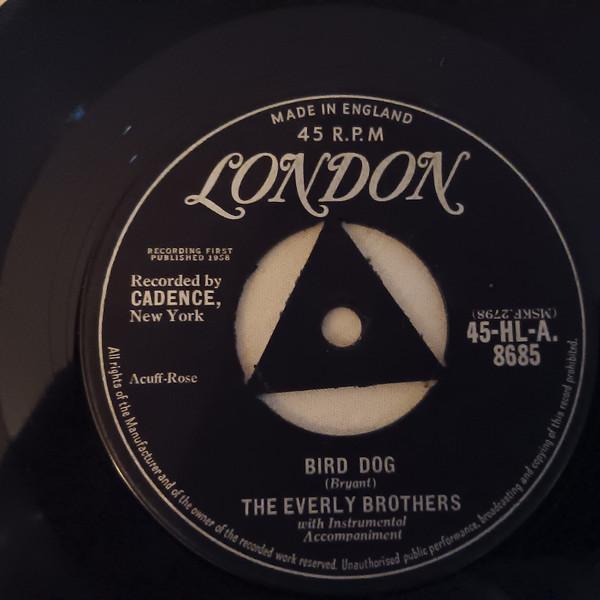 MADE IN ENGLAND
45 R.P.M
LONDON
RECORDING FIRST
PUBLISHED 1958
Recorded by
CADENCE,
New York
(MSKF.2798)
45-HL-A.
8685
Acuff-Rose
BIRD DOG
(Bryant)
THE EVERLY BROTHERS
with Instrumental
Accompaniment
All rights of the Manufacturer and of the owner of the recorded work reserved. Unauthorised public performance, broadcasting and copying of this record prohibited.